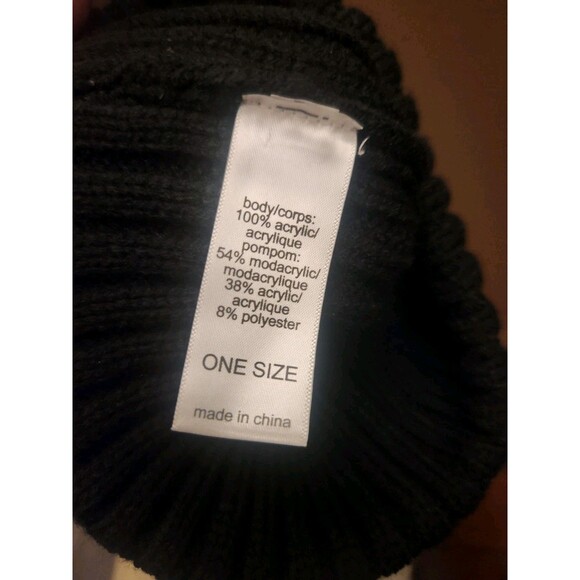 body/corps:
100% acrylic/
acrylique
pompom:
54% modacrylic/
modacrylique
38% acrylic/
acrylique
8% polyester
ONE SIZE
made in china